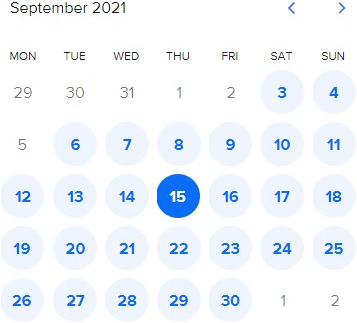 September 2021
MON TUE WED THU FRI SAT SUN
29 30 31 1 2 3 4
5 6 7 8 9 10 11
12 13 14 15 16 17 18
19 20 21 22 23 24 25
26 27 28 29 30 1 2